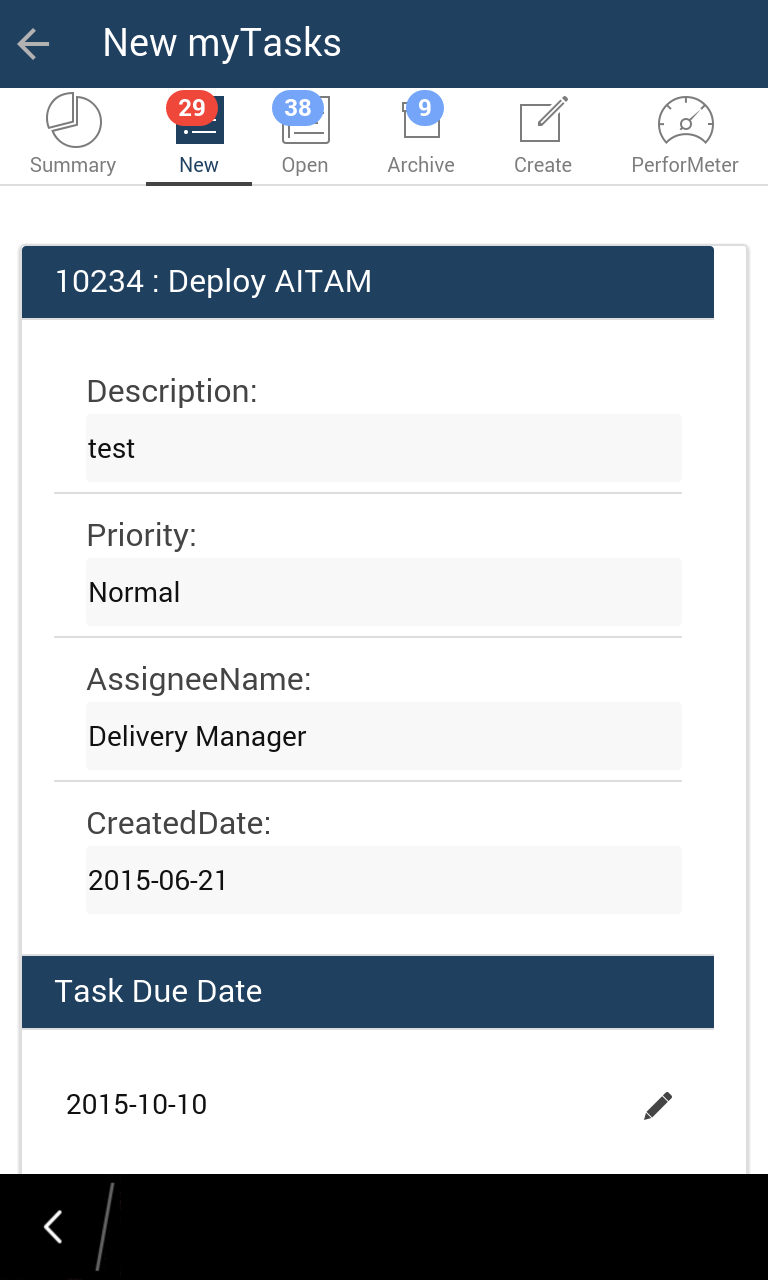 New myTasks
29 38 9
Summary New Open Archive Create PerforMeter
10234 : Deploy AITAM
Description:
test
Priority:
Normal
AssigneeName:
Delivery Manager
CreatedDate:
2015-06-21
Task Due Date
2015-10-10